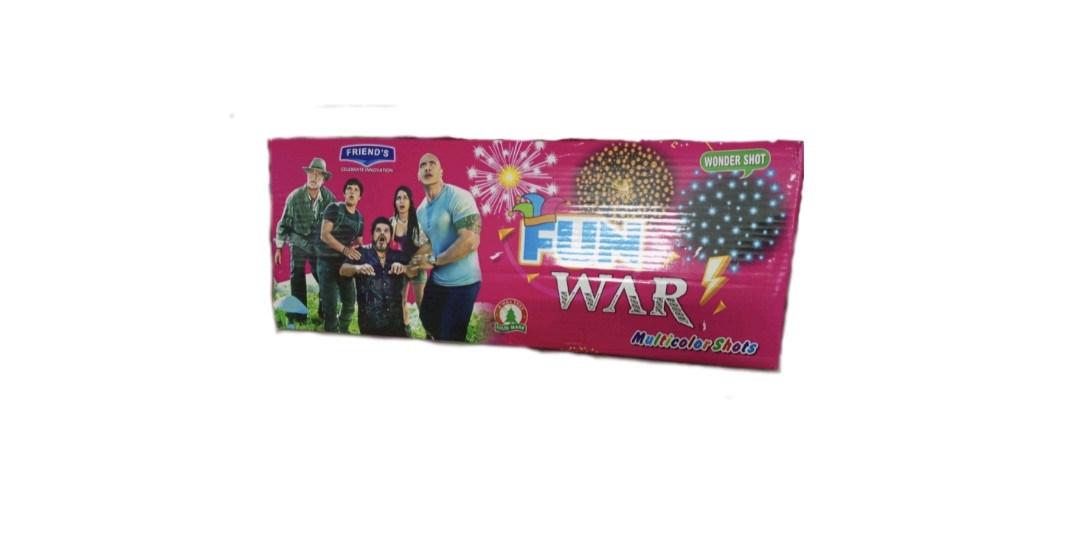 FRIEND'S
CELEBRATE INNOVATION
WONDER SHOT
FUN
WAR
Multicolor Shots